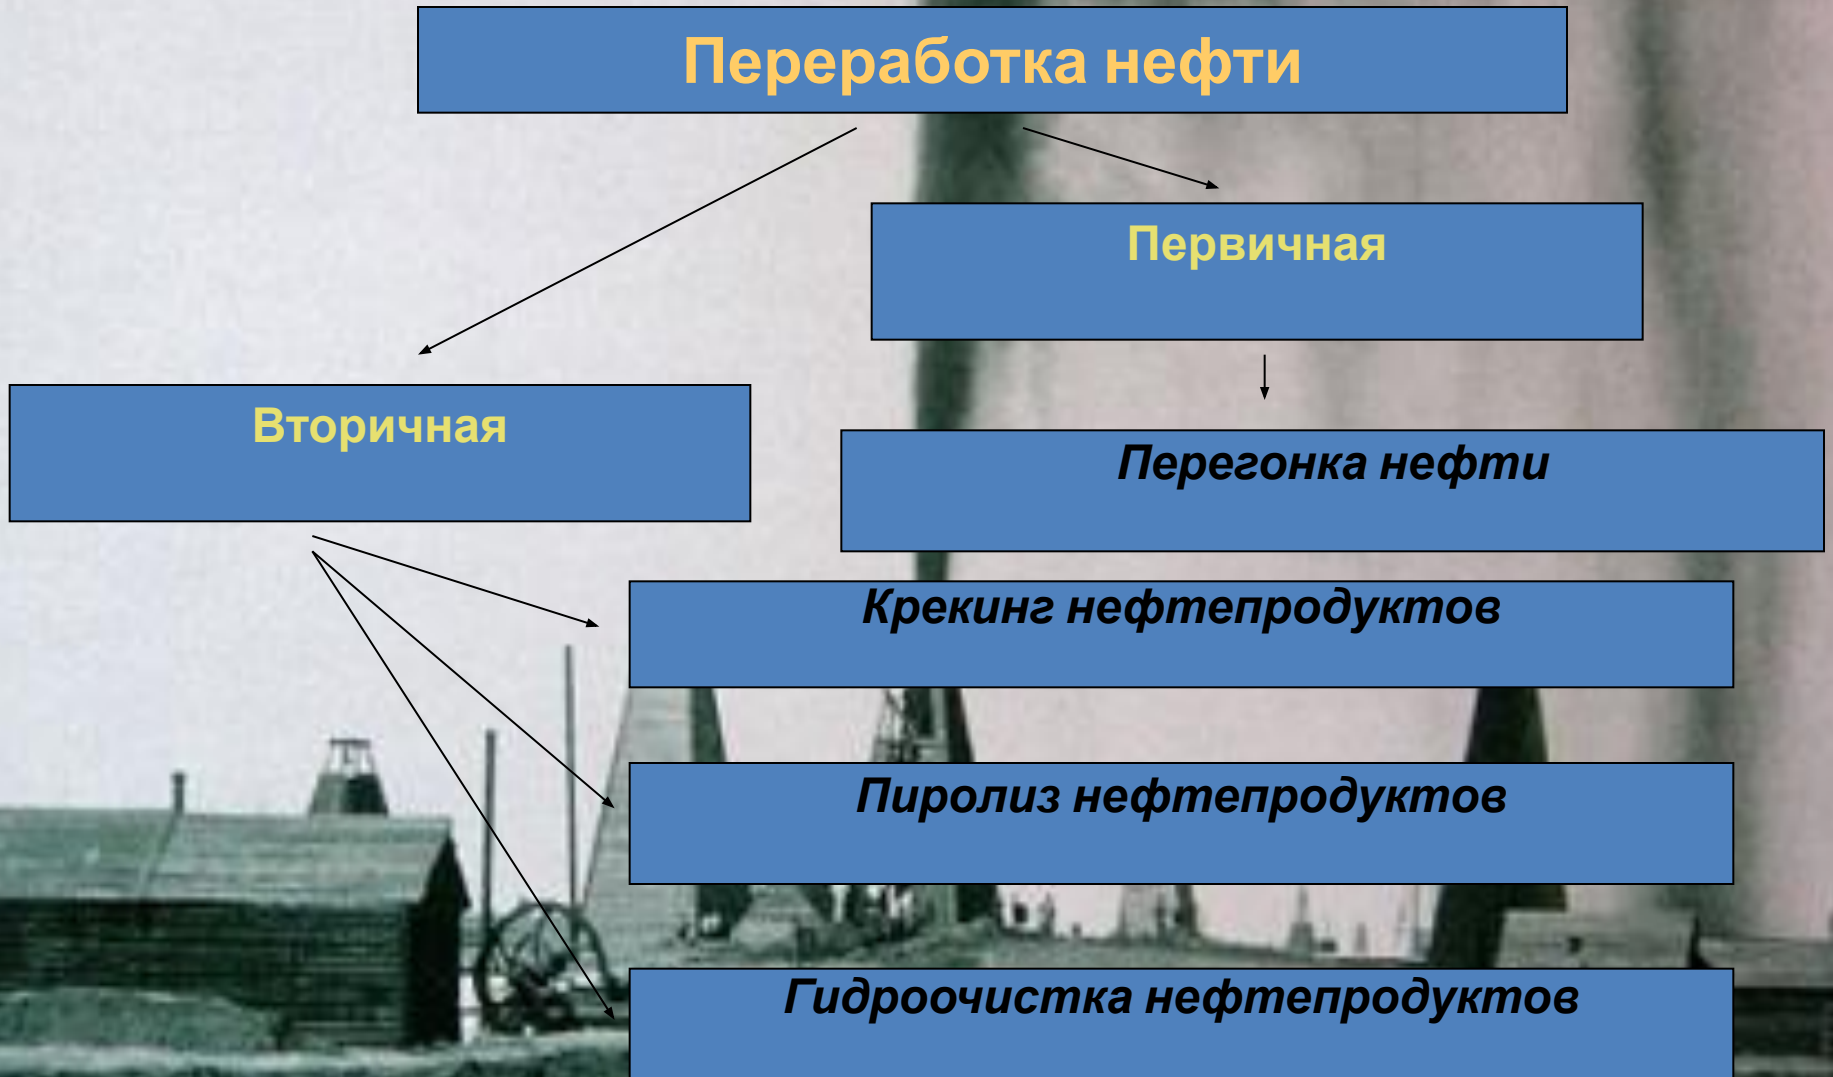 Переработка нефти
Первичная
Вторичная
Перегонка нефти
Крекинг нефтепродуктов
Пиролиз нефтепродуктов
Гидроочистка нефтепродуктов